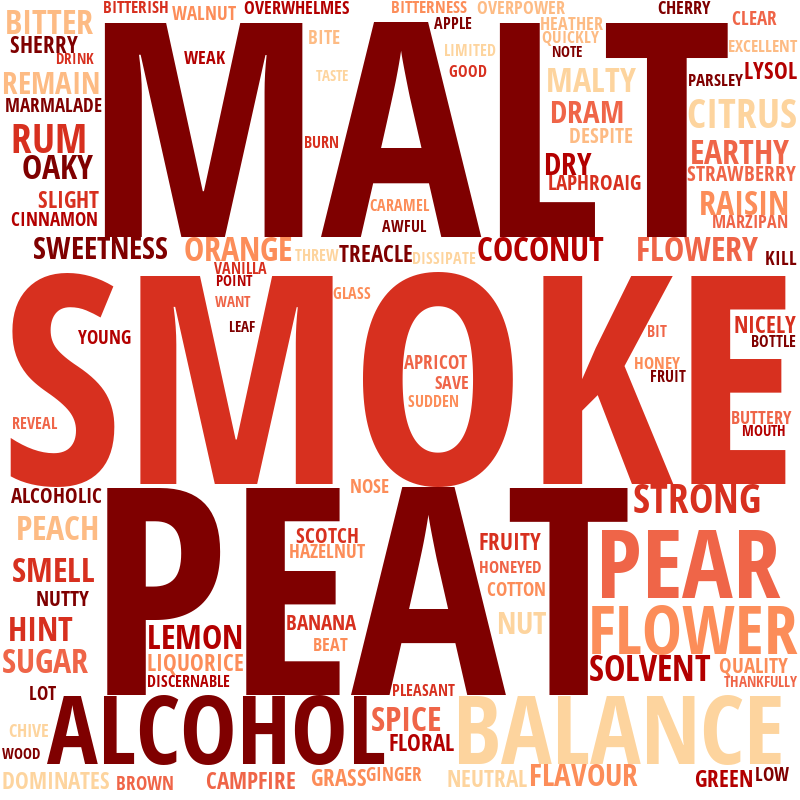 BITTERISH OVERWHELMES BITTERNESS OVERPOWER CHERRY
BITTER WALNUT APPLE HEATHER CLEAR
SHERRY BITE QUICKLY EXCELLENT
DRINK WEAK LIMITED NOTE
REMAIN TASTE GOOD MALTY PARSLEY LYSOL
MARMALADE DRAM CITRUS
RUM BURN DESPITE EARTHY
OAKY DRY STRAWBERRY
MALT
SLIGHT CARAMEL LAPHROAIG RAISIN
CINNAMON AWFUL MARZIPAN
SWEETNESS ORANGE THREW TREACLE DISSIPATE COCONUT FLOWERY KILL
VANILLA
POINT
WANT GLASS
YOUNG LEAF BIT NICELY
BOTTLE
SMOKE
APRICOT HONEY
SAVE FRUIT
SUDDEN
REVEAL BUTTERY
MOUTH
ALCOHOLIC NOSE STRONG
PEACH SCOTCH FRUITY PEAR
HAZELNUT
SMELL HONEYED
NUTTY COTTON
PEAT
HINT LEMON BANANA NUT FLOWER
SUGAR LIQUORICE BEAT SOLVENT QUALITY
DISCERNABLE THANKFULLY
LOT PLEASANT
CHIVE ALCOHOL SPICE BALANCE
WOOD FLORAL
DOMINATES BROWN CAMPFIRE GRASS GINGER NEUTRAL FLAVOUR GREEN LOW